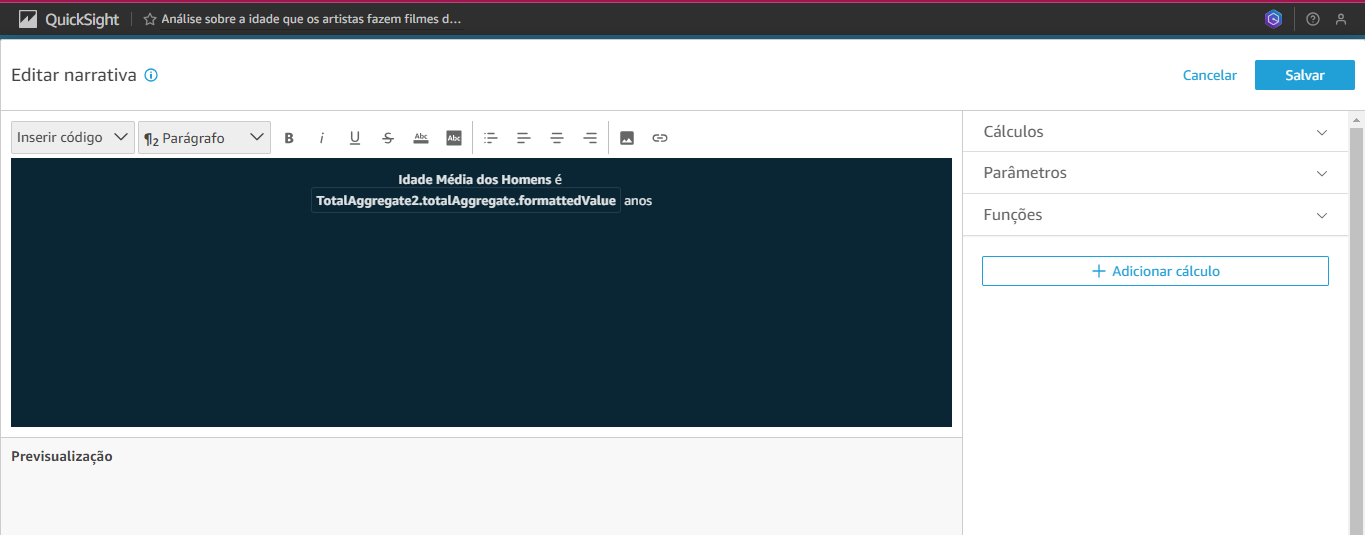 QuickSight
Análise sobre a idade que os artistas fazem filmes d...
Editar narrativa
Cancelar
Salvar
Inserir código
¶2 Parágrafo
B
i
U
S
Abc
Abc
Idade Média dos Homens é
TotalAggregate2.totalAggregate.formattedValue anos
Previsualização
Cálculos
Parâmetros
Funções
+ Adicionar cálculo